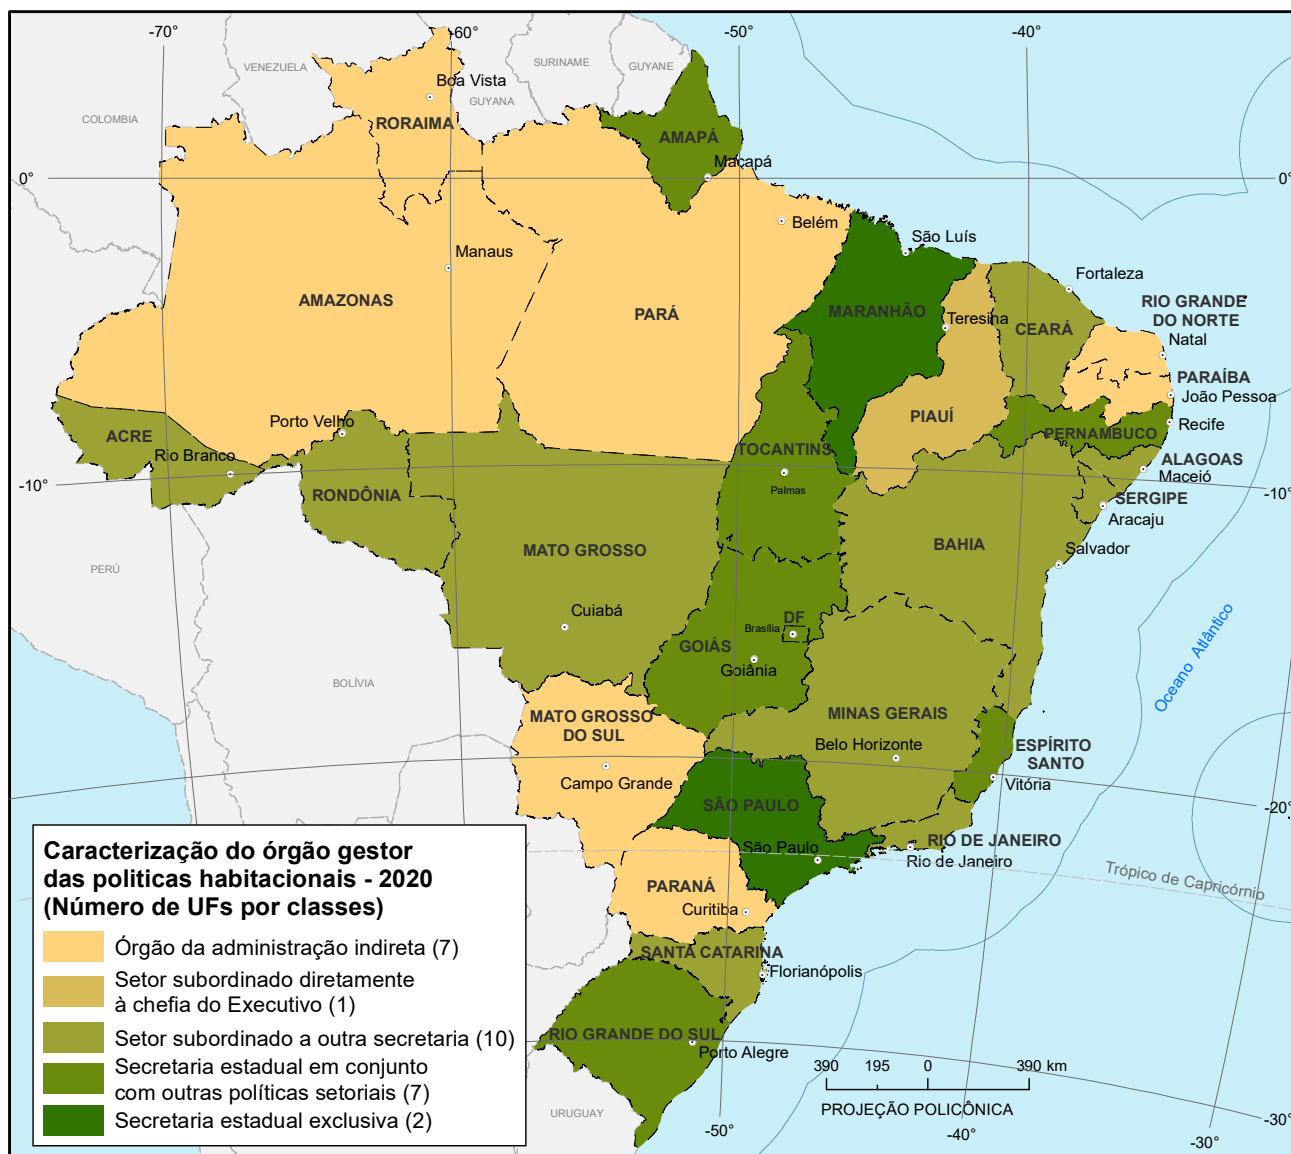 -70°
-60°
-50°
-40°
VENEZUELA
SURINAME
GUYANE
Boa Vista
GUYANA
COLOMBIA
RORAIMA
AMAPÁ
Macapá
0°
0°
Belém
São Luís
Manaus
Fortaleza
AMAZONAS
PARÁ
MARANHÃO
Teresina
CEARÁ
RIO GRANDE
DO NORTE
Natal
PARAÍBA
João Pessoa
PIAUÍ
ACRE
Porto Velho
Rio Branco
TOCANTINS
PERNAMBUCO
Recife
ALAGOAS
Maceió
-10°
RONDÔNIA
Palmas
SERGIPE
-10°
Aracaju
MATO GROSSO
BAHIA
Salvador
PERÚ
Cuiabá
DF
Brasília
GOIÁS
Goiânia
Oceano Atlântico
BOLÍVIA
MATO GROSSO
DO SUL
MINAS GERAIS
Belo Horizonte
ESPÍRITO
SANTO
Vitória
Campo Grande
SÃO PAULO
-20°
São Paulo
RIO DE JANEIRO
Rio de Janeiro
Trópico de Capricórnio
PARANÁ
Curitiba
SANTA CATARINA
Florianópolis
RIO GRANDE DO SUL
Porto Alegre
URUGUAY
Caracterização do órgão gestor
das politicas habitacionais - 2020
(Número de UFs por classes)
Órgão da administração indireta (7)
Setor subordinado diretamente
à chefia do Executivo (1)
Setor subordinado a outra secretaria (10)
Secretaria estadual em conjunto
com outras políticas setoriais (7)
Secretaria estadual exclusiva (2)
390 195 0 390 km
PROJEÇÃO POLICÔNICA
-50°
-40°
-30°
-30°